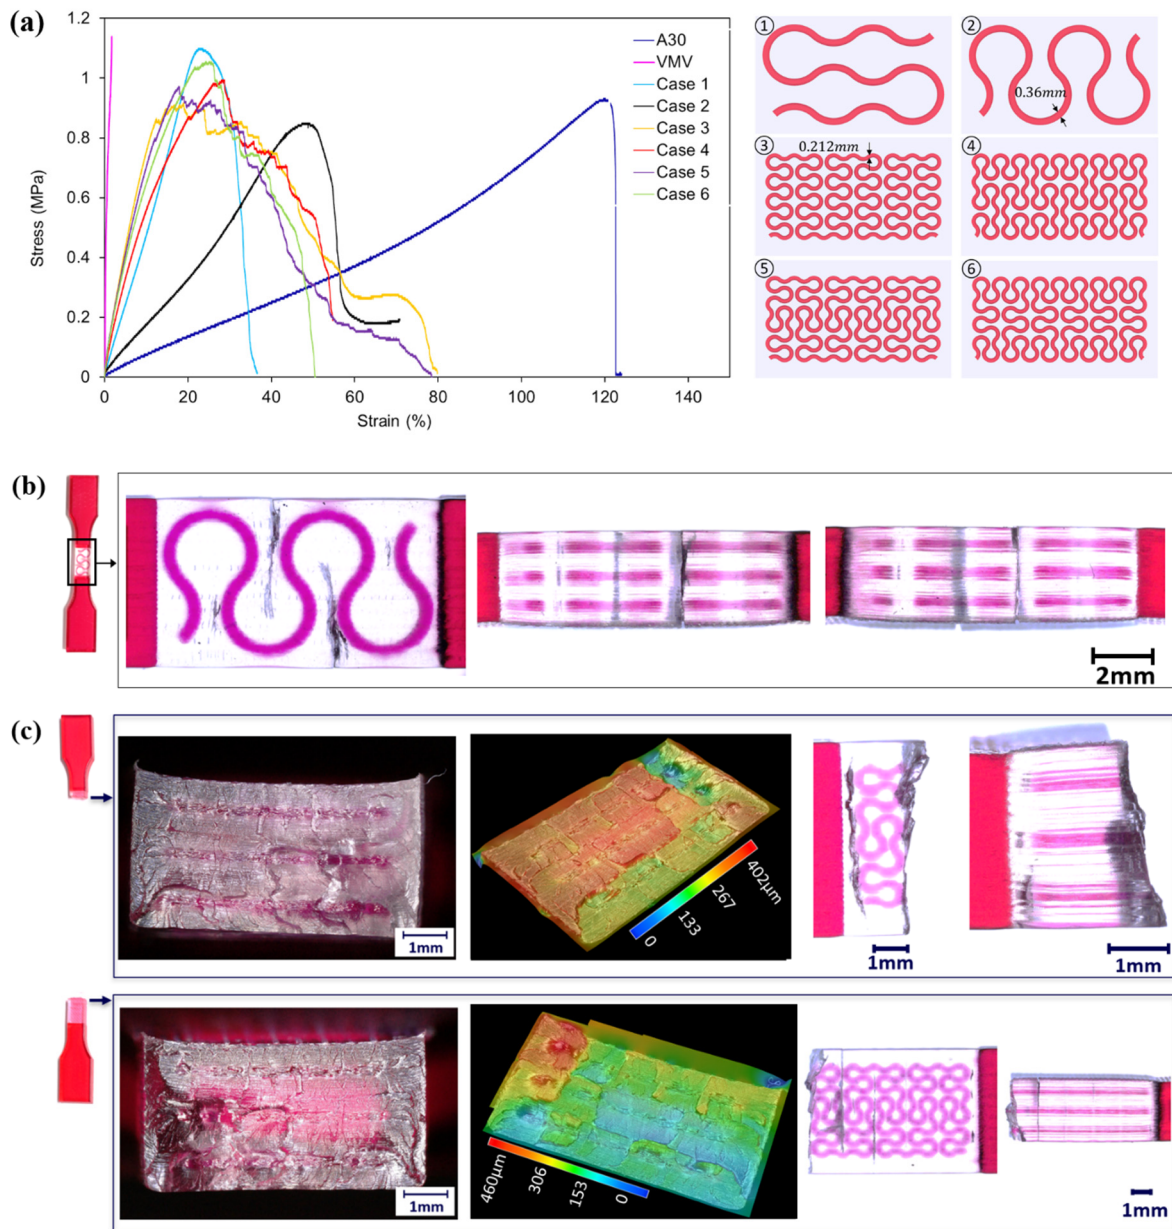 (a)
1.2
1
0.8
0.6
0.4
0.2
0
Stress (MPa)
0
20
40
60
80
100
120
140
Strain (%)
A30
VMV
Case 1
Case 2
Case 3
Case 4
Case 5
Case 6
①
②
0.36mm
③
0.212mm
④
⑤
⑥
(b)
2mm
(c)
1mm
402µm
267
133
0
1mm
1mm
1mm
460µm
306
153
0
1mm